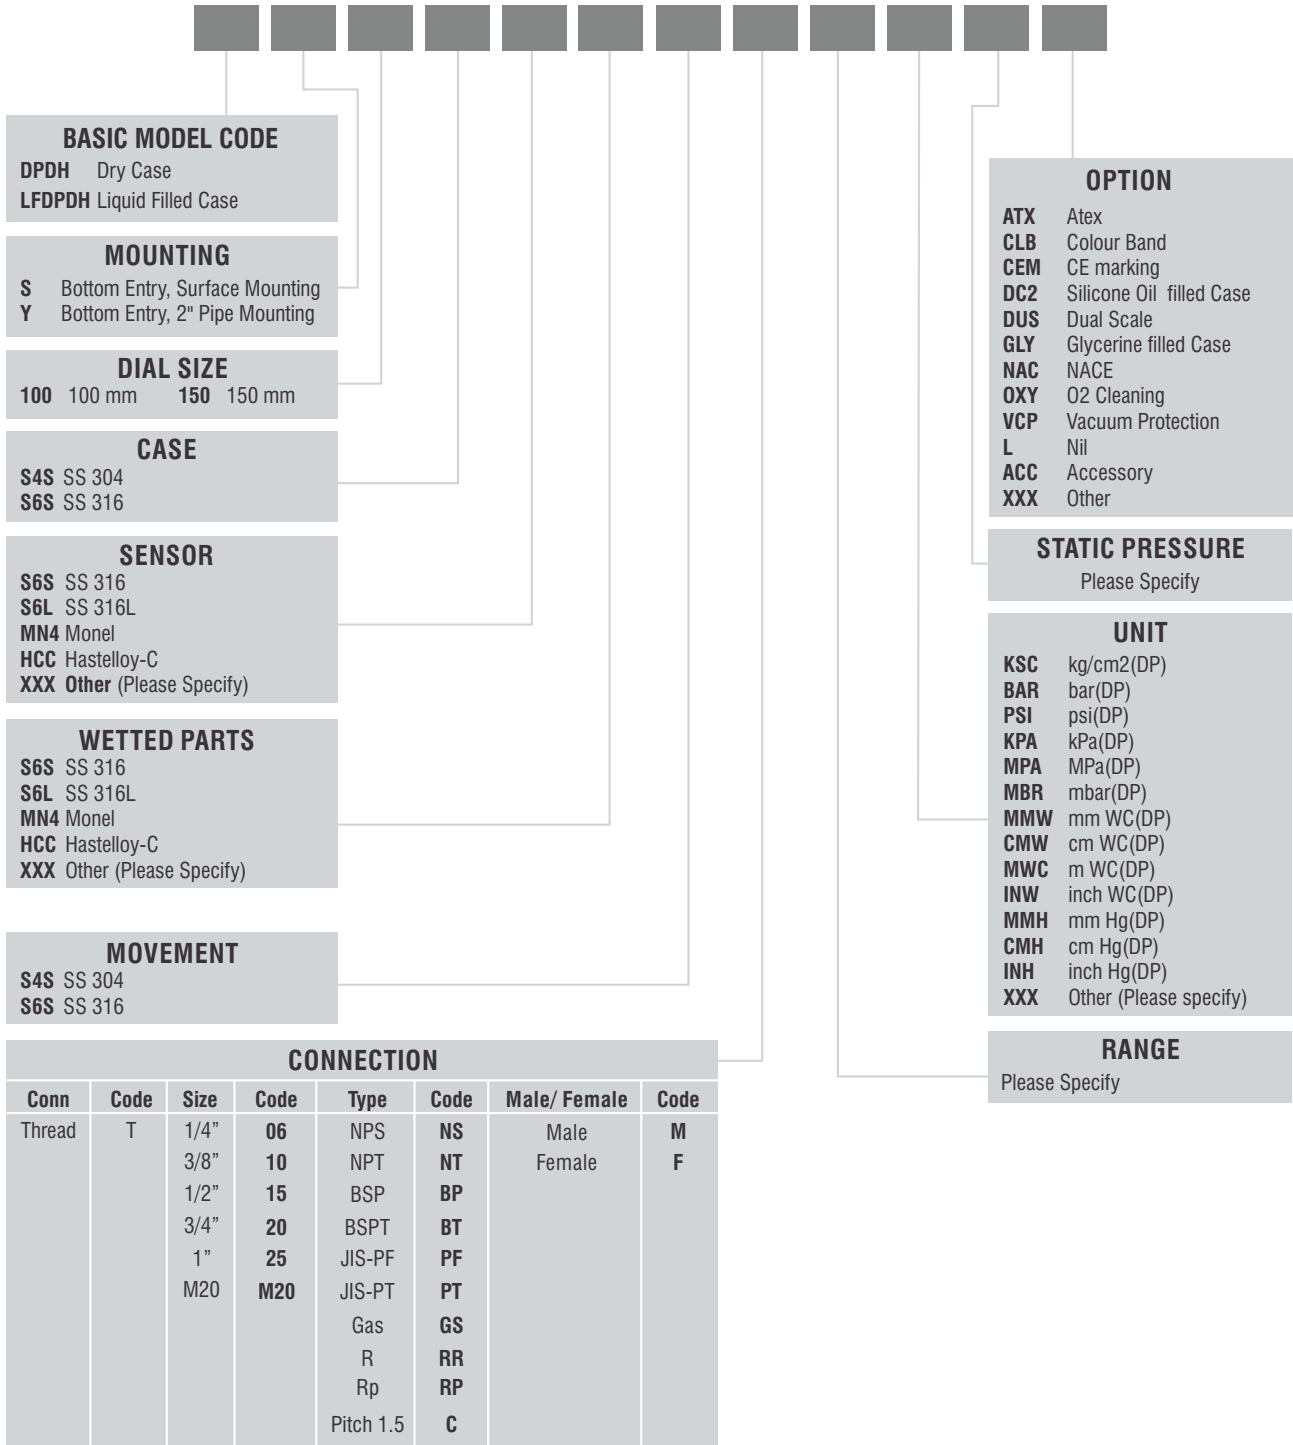 BASIC MODEL CODE
DPDH Dry Case
LFDPDH Liquid Filled Case
MOUNTING
S Bottom Entry, Surface Mounting
Y Bottom Entry, 2" Pipe Mounting
DIAL SIZE
100 100 mm 150 150 mm
CASE
S4S SS 304
S6S SS 316
SENSOR
S6S SS 316
S6L SS 316L
MN4 Monel
HCC Hastelloy-C
XXX Other (Please Specify)
WETTED PARTS
S6S SS 316
S6L SS 316L
MN4 Monel
HCC Hastelloy-C
XXX Other (Please Specify)
MOVEMENT
S4S SS 304
S6S SS 316
CONNECTION
Conn Code Size Code Type Code Male/ Female Code
Thread T 1/4” 06 NPS NS Male M
3/8” 10 NPT NT Female F
1/2” 15 BSP BP
3/4” 20 BSPT BT
1” 25 JIS-PF PF
M20 M20 JIS-PT PT
Gas GS
R RR
Rp RP
Pitch 1.5 C
OPTION
ATX Atex
CLB Colour Band
CEM CE marking
DC2 Silicone Oil filled Case
DUS Dual Scale
GLY Glycerine filled Case
NAC NACE
OXY O2 Cleaning
VCP Vacuum Protection
L Nil
ACC Accessory
XXX Other
STATIC PRESSURE
Please Specify
UNIT
KSC kg/cm2(DP)
BAR bar(DP)
PSI psi(DP)
KPA kPa(DP)
MPA MPa(DP)
MBR mbar(DP)
MMW mm WC(DP)
CMW cm WC(DP)
MWC m WC(DP)
INW inch WC(DP)
MMH mm Hg(DP)
CMH cm Hg(DP)
INH inch Hg(DP)
XXX Other (Please specify)
RANGE
Please Specify